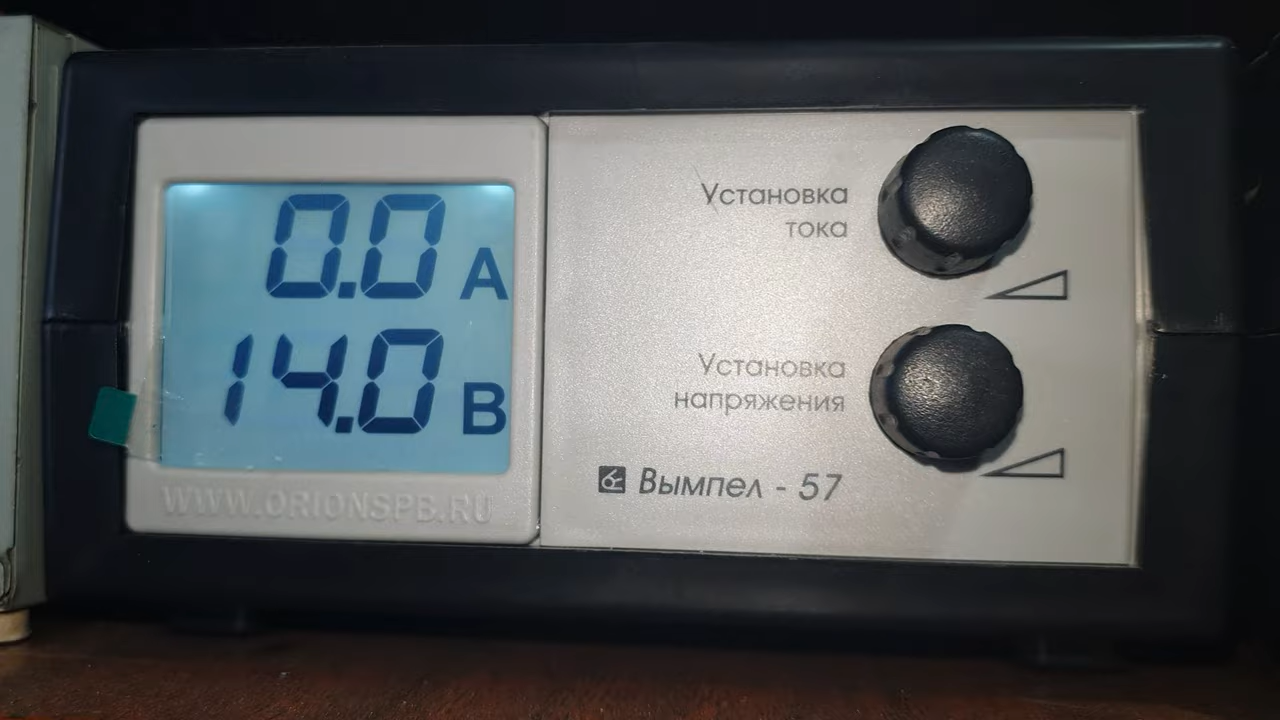 0.0 А
14.0 В
WWW.ORIONSPB.RU
Установка
тока
Установка
напряжения
Вымпел - 57